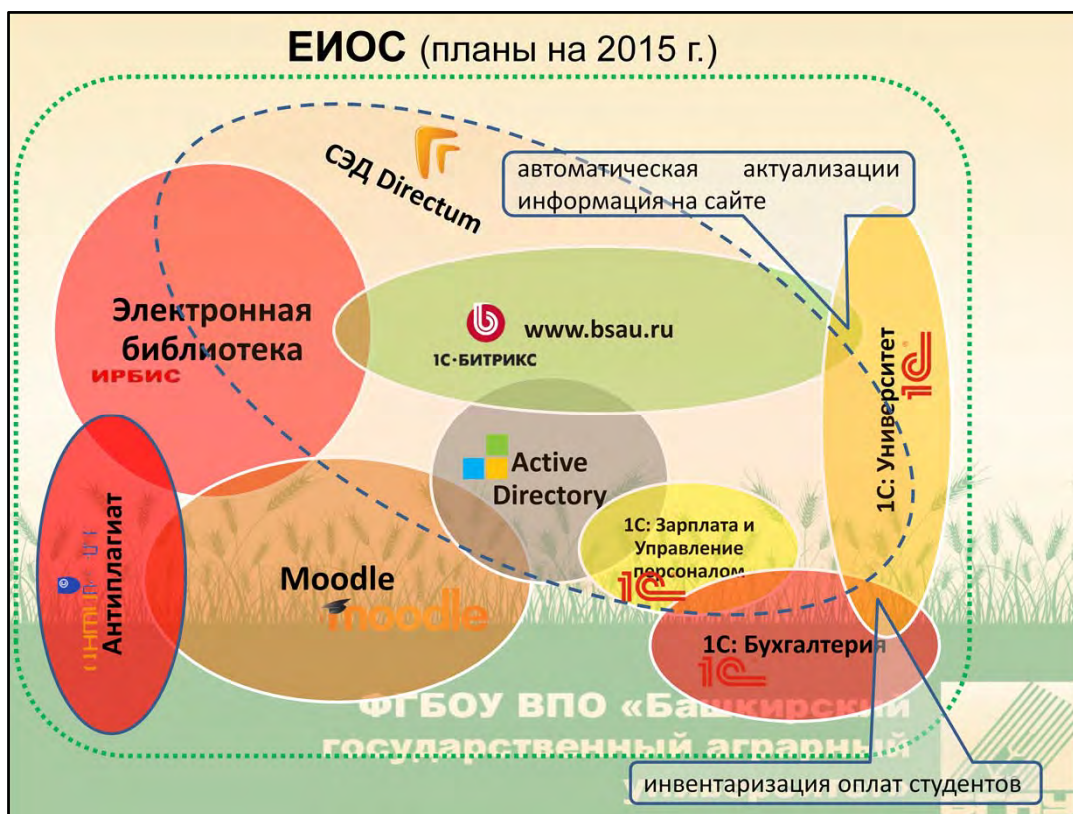 ЕИОС (планы на 2015 г.)
СЭД Directum
автоматическая актуализации
информация на сайте
Электронная
библиотека
ИРБИС
www.bsau.ru
1С·БИТРИКС
1С: Университет
Active
Directory
1С: Зарплата и
Управление
персоналом
Антиплагиат
Moodle
moodle
1С: Бухгалтерия
ФГБОУ ВПО «Башкирский
государственный аграрный
инвентаризация оплат студентов